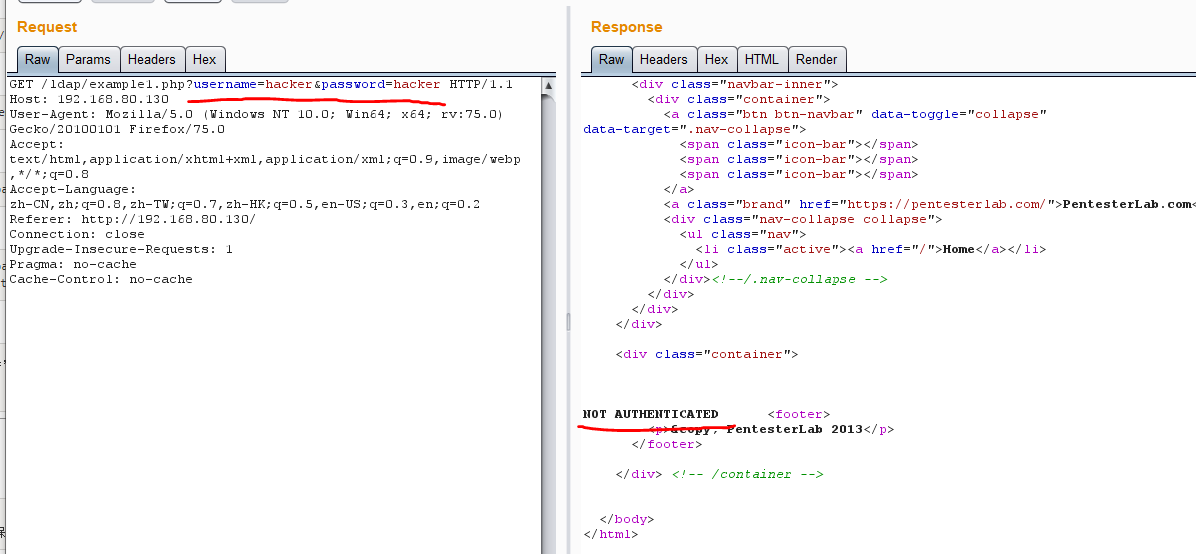 Request
Raw Params Headers Hex
GET /ldap/example1.php?username=hacker&password=hacker HTTP/1.1
Host: 192.168.80.130
User-Agent: Mozilla/5.0 (Windows NT 10.0; Win64; x64; rv:75.0)
Gecko/20100101 Firefox/75.0
Accept:
text/html,application/xhtml+xml,application/xml;q=0.9,image/webp
,*/*;q=0.8
Accept-Language:
zh-CN,zh;q=0.8,zh-TW;q=0.7,zh-HK;q=0.5,en-US;q=0.3,en;q=0.2
Referer: http://192.168.80.130/
Connection: close
Upgrade-Insecure-Requests: 1
Pragma: no-cache
Cache-Control: no-cache
Response
Raw Headers Hex HTML Render
<div class="navbar-inner">
<div class="container">
<a class="btn btn-navbar" data-toggle="collapse"
data-target=".nav-collapse">
<span class="icon-bar"></span>
<span class="icon-bar"></span>
<span class="icon-bar"></span>
</a>
<a class="brand" href="https://pentesterlab.com/">PentesterLab.com<
<div class="nav-collapse collapse">
<ul class="nav">
<li class="active"><a href="/">Home</a></li>
</ul>
</div><!--/.nav-collapse -->
</div>
</div>
</div>
<div class="container">
NOT AUTHENTICATED <footer>
<p>&copy; PentesterLab 2013</p>
</footer>
</div> <!-- /container -->
</body>
</html>